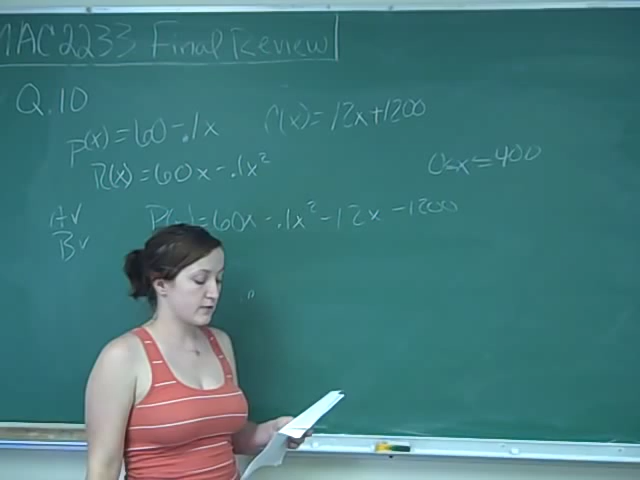 MAC2233 Final Review
Q.10
p(x) = 60 - .1x
C(x) = 12x + 1200
R(x) = 60x - .1x²
0≤x≤400
A✓
P(x) = 60x - .1x² - 12x - 1200
B✓